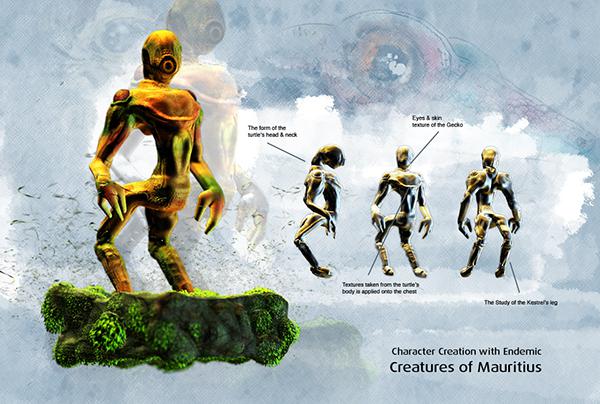 Eyes & skin
texture of the Gecko
The form of the
turtle's head & neck
Textures taken from the turtle's
body is applied onto the chest
The Study of the Kestrel's leg
Character Creation with Endemic
Creatures of Mauritius